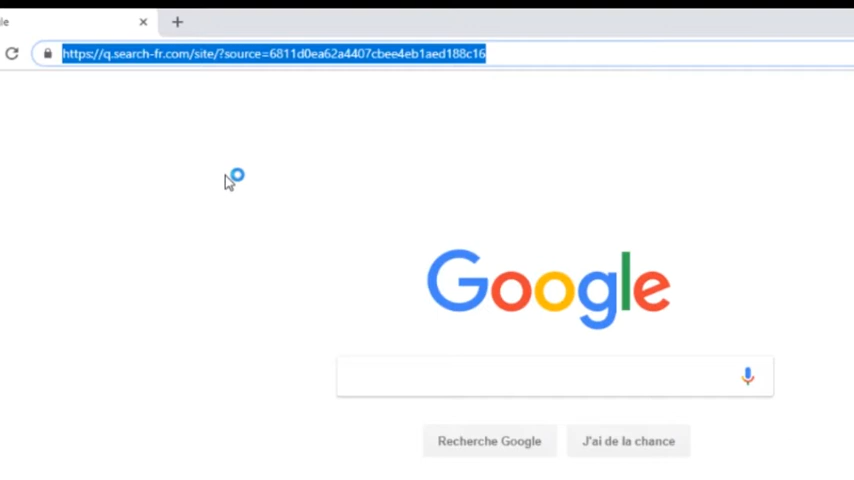 le
https://q.search-fr.com/site/?source=6811d0ea62a4407cbee4eb1aed188c16
Google
Recherche Google
J'ai de la chance